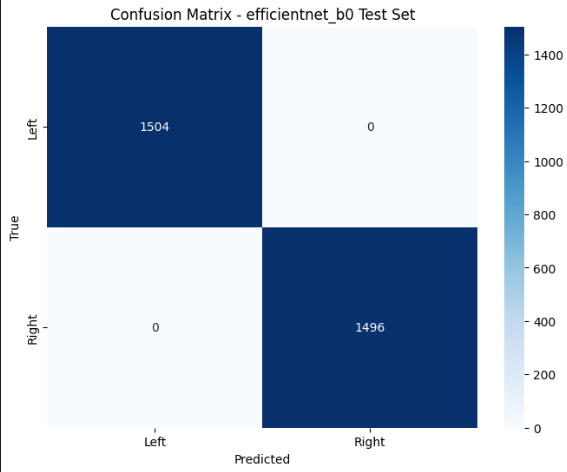 Confusion Matrix - efficientnet_b0 Test Set
Left
1504
0
Right
0
1496
True
Left
Right
Predicted
1400
1200
1000
800
600
400
200
0